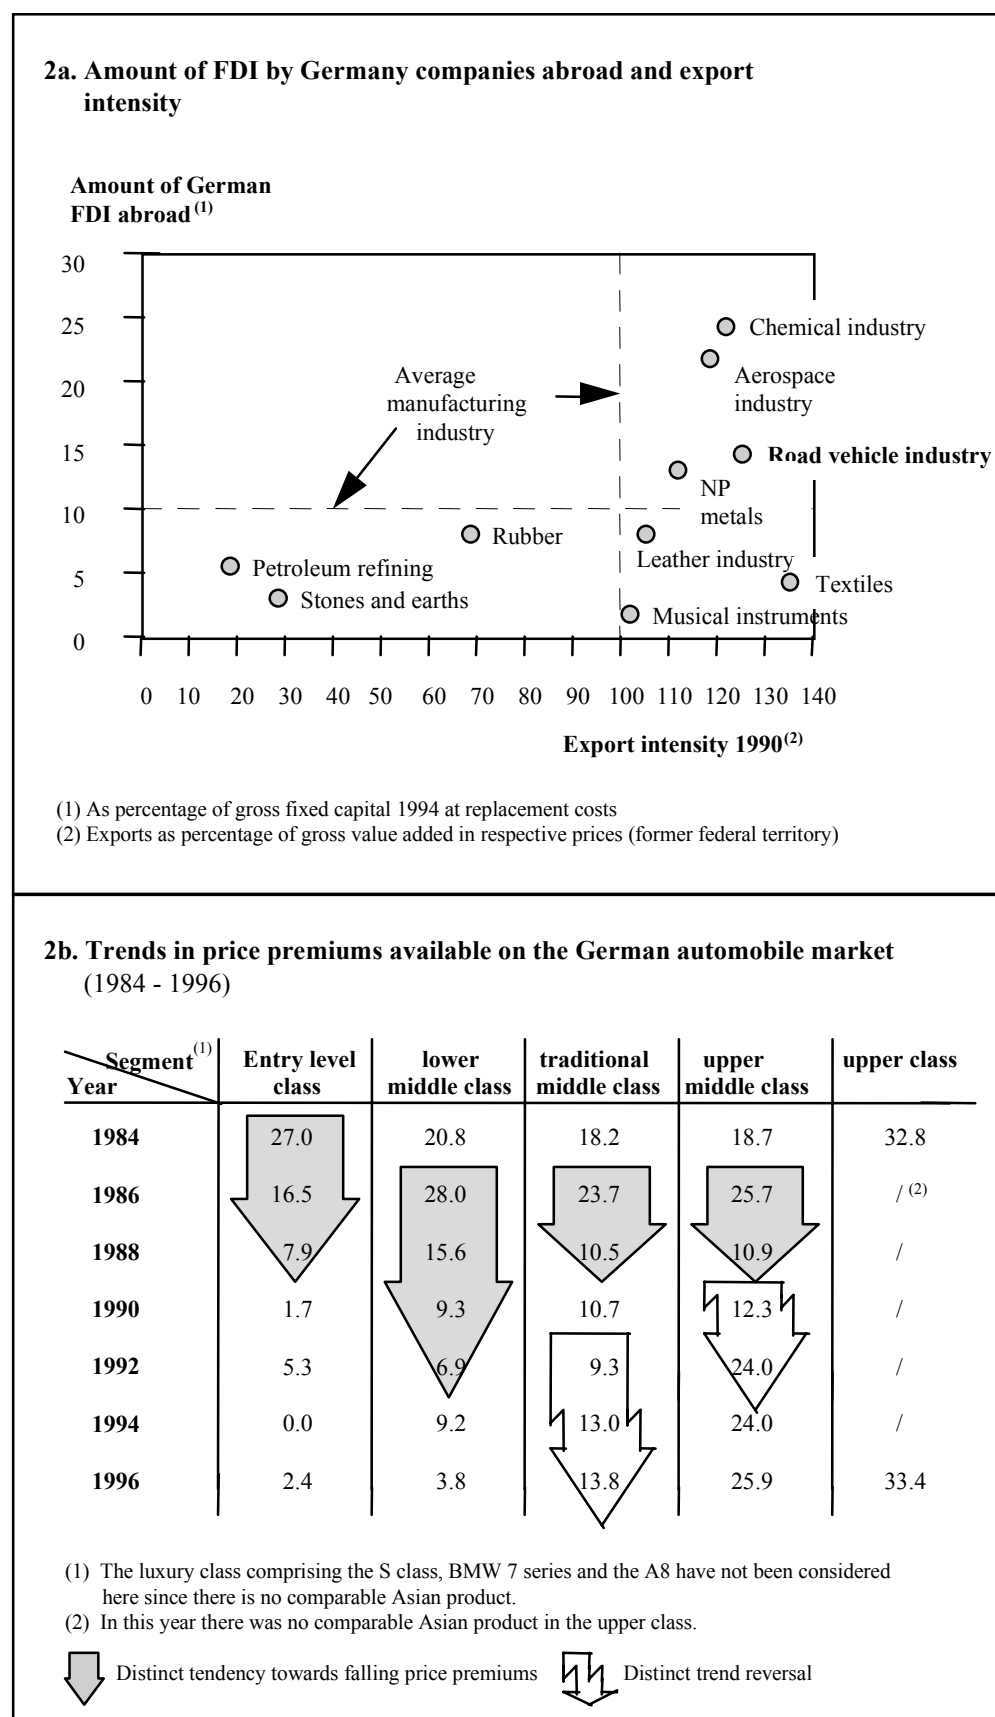 2a. Amount of FDI by Germany companies abroad and export
intensity
Amount of German
FDI abroad (1)
30
25
20
15
10
5
0
Average
manufacturing
industry
Chemical industry
Aerospace
industry
Road vehicle industry
NP
metals
Rubber
Leather industry
Petroleum refining
Textiles
Stones and earths
Musical instruments
0 10 20 30 40 50 60 70 80 90 100 110 120 130 140
Export intensity 1990(2)
(1) As percentage of gross fixed capital 1994 at replacement costs
(2) Exports as percentage of gross value added in respective prices (former federal territory)
2b. Trends in price premiums available on the German automobile market
(1984 - 1996)
Segment(1) Entry level lower traditional upper upper class
Year class middle class middle class middle class
1984 27.0 20.8 18.2 18.7 32.8
1986 16.5 28.0 23.7 25.7 / (2)
1988 7.9 15.6 10.5 10.9 /
1990 1.7 9.3 10.7 12.3 /
1992 5.3 6.9 9.3 24.0 /
1994 0.0 9.2 13.0 24.0 /
1996 2.4 3.8 13.8 25.9 33.4
(1) The luxury class comprising the S class, BMW 7 series and the A8 have not been considered
here since there is no comparable Asian product.
(2) In this year there was no comparable Asian product in the upper class.
Distinct tendency towards falling price premiums Distinct trend reversal